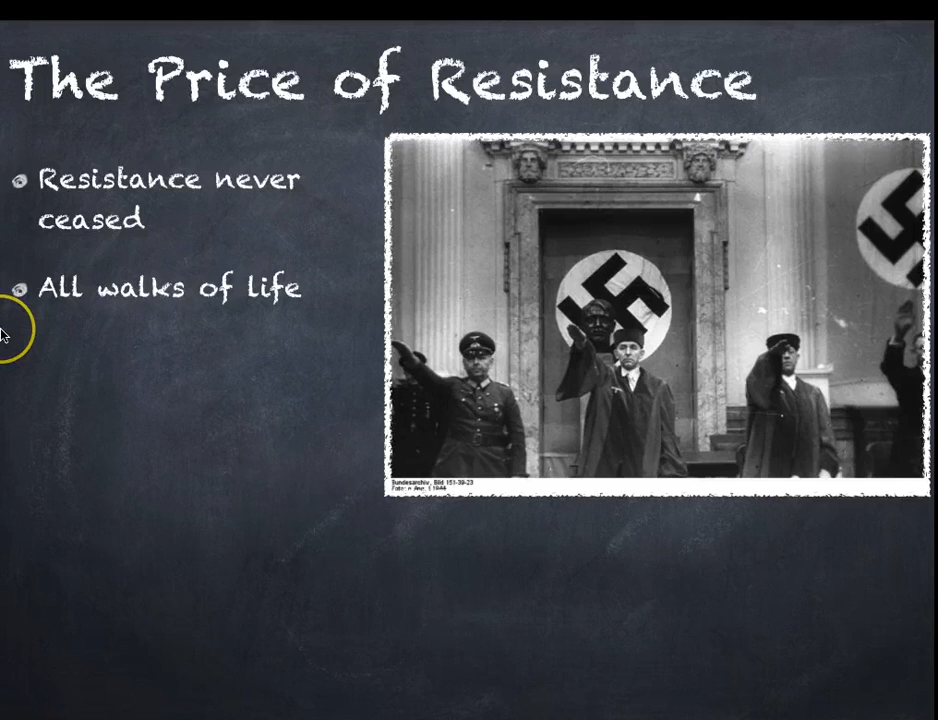 The Price of Resistance
Resistance never
ceased
All walks of life
Bundesarchiv, Bild 151-39-23